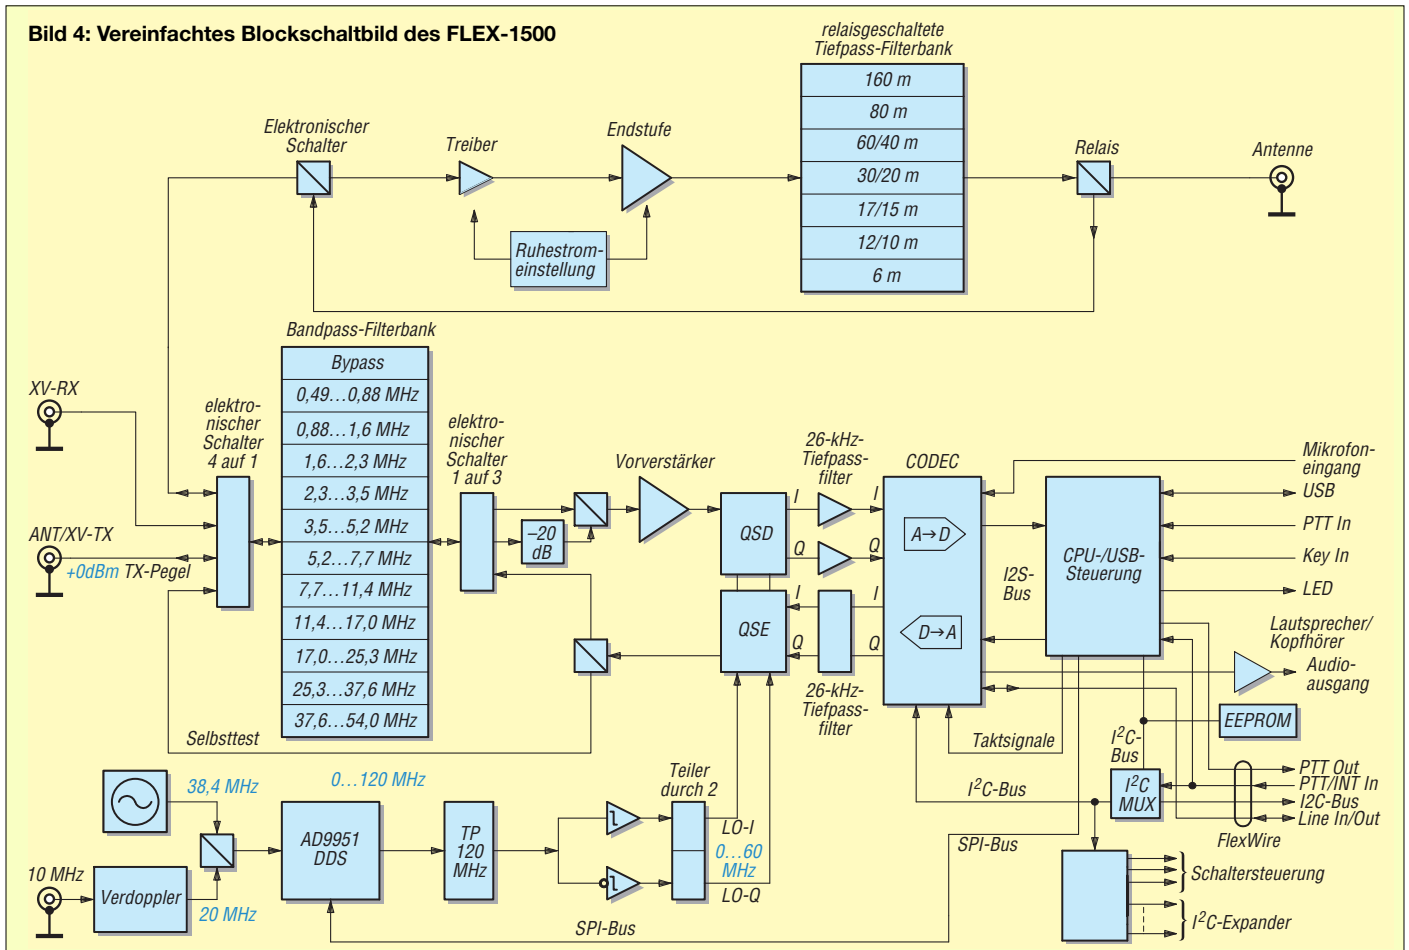 Bild 4: Vereinfachtes Blockschaltbild des FLEX-1500
relaisgeschaltete
Tiefpass-Filterbank
160 m
80 m
60/40 m
30/20 m
17/15 m
12/10 m
6 m
Elektronischer
Schalter
Treiber
Endstufe
Relais
Antenne
Ruhestrom-
einstellung
Bandpass-Filterbank
Bypass
0,49...0,88 MHz
0,88...1,6 MHz
1,6...2,3 MHz
2,3...3,5 MHz
3,5...5,2 MHz
5,2...7,7 MHz
7,7...11,4 MHz
11,4...17,0 MHz
17,0...25,3 MHz
25,3...37,6 MHz
37,6...54,0 MHz
XV-RX
elektro-
nischer
Schalter
4 auf 1
ANT/XV-TX
+0dBm TX-Pegel
elektro-
nischer
Schalter
1 auf 3
–20
dB
Vorverstärker
26-kHz-
Tiefpass-
filter
CODEC
QSD
I
I
Q
Q
A→D
QSE
I
I
Q
Q
D→A
26-kHz-
Tiefpass-
filter
I2S-
Bus
CPU-/USB-
Steuerung
Mikrofon-
eingang
USB
PTT In
Key In
LED
Lautsprecher/
Kopfhörer
Audio-
ausgang
EEPROM
Selbsttest
Taktsignale
I²C-
Bus
I²C-Bus
I²C
MUX
PTT Out
PTT/INT In
I2C-Bus
Line In/Out
FlexWire
SPI-Bus
Schaltersteuerung
I²C-Expander
38,4 MHz
0...120 MHz
AD9951
DDS
TP
120
MHz
Teiler
durch 2
LO-I
0...60
MHz
LO-Q
10 MHz
Verdoppler
20 MHz
SPI-Bus